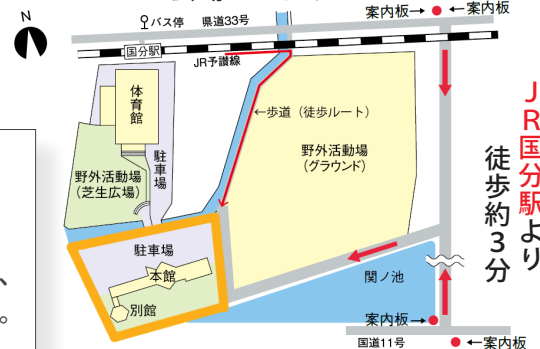 N
バス停 県道33号
案内板→ ←案内板
国分駅
JR予讃線
体育館
駐車場
←歩道（徒歩ルート）
野外活動場
（グラウンド）
野外活動場
（芝生広場）
JR国分駅より
徒歩約3分
駐車場
本館
別館
関ノ池
、
。
案内板→
国道11号
←案内板